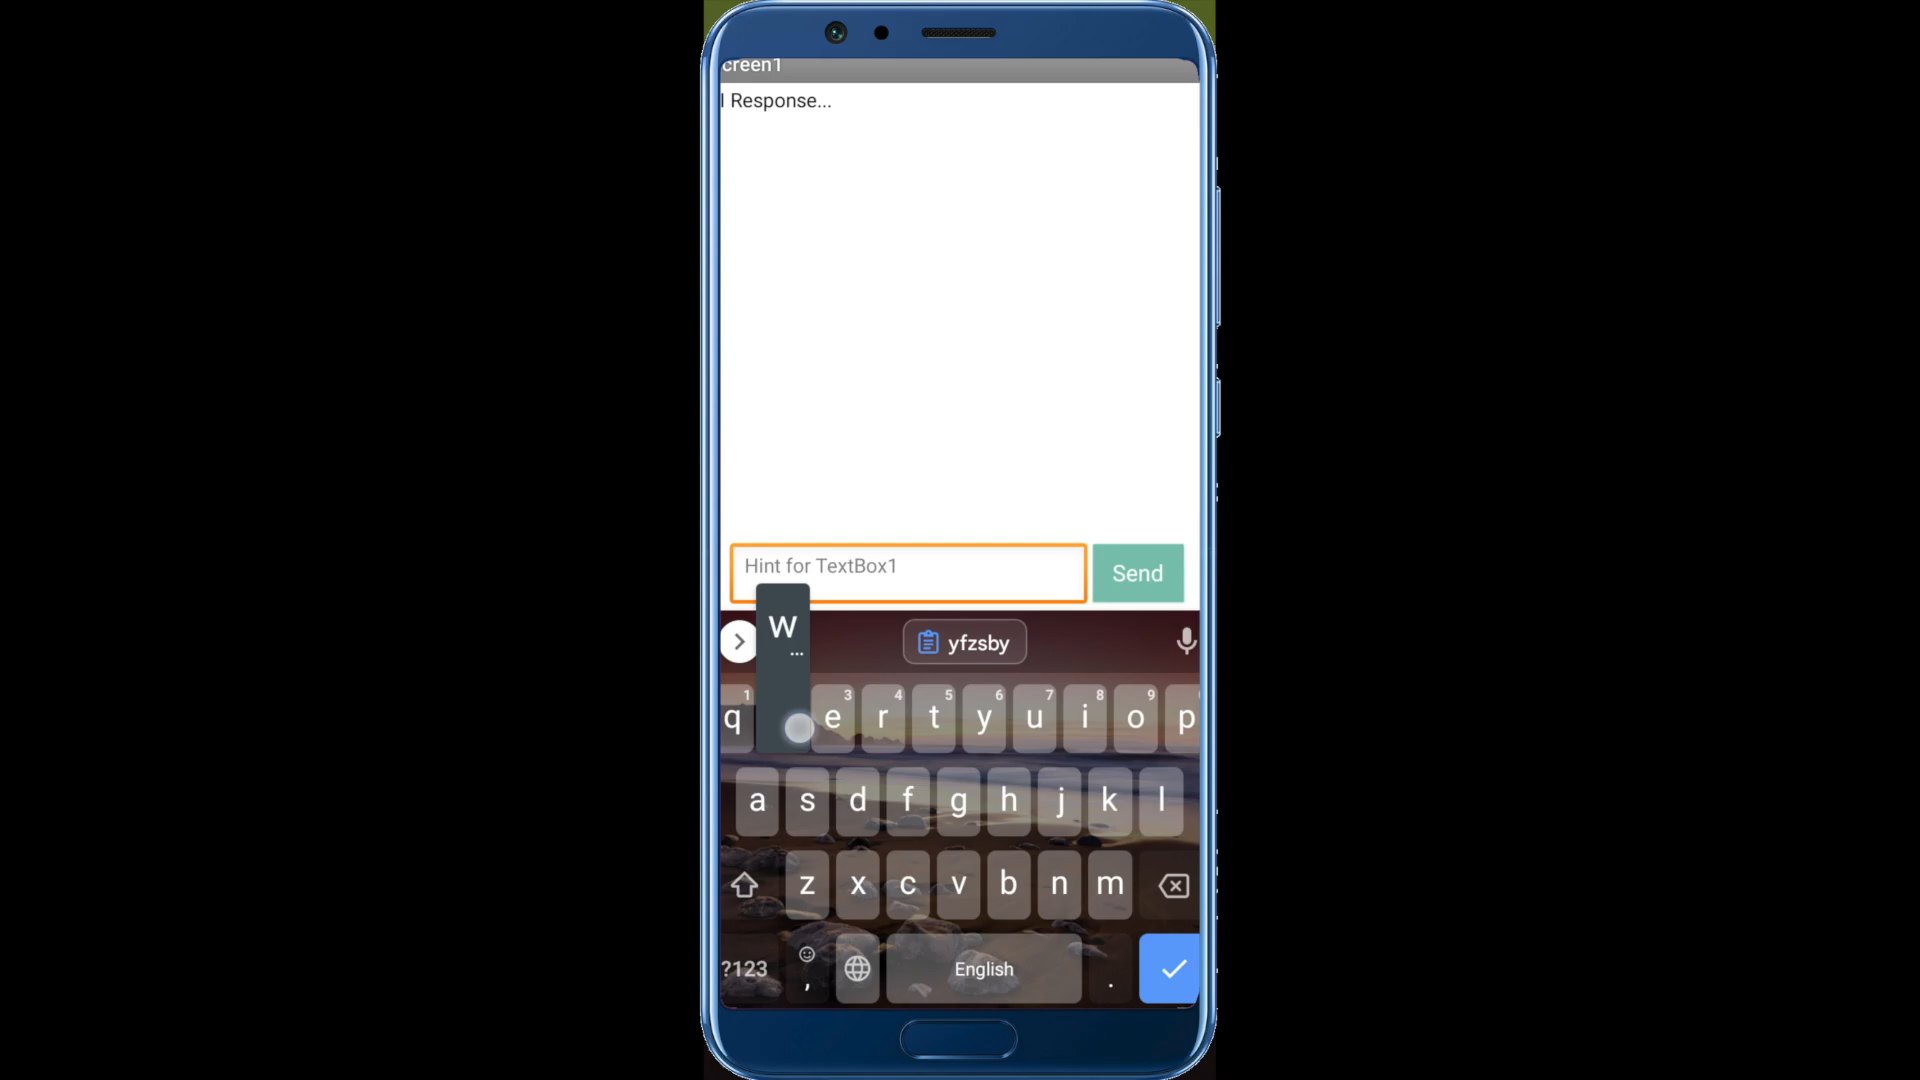 creen1
I Response...
Hint for TextBox1
Send
W
...
yfzsby
1 3 4 5 6 7 8 9
q e r t y u i o p
a s d f g h j k l
z x c v b n m
?123 , English .